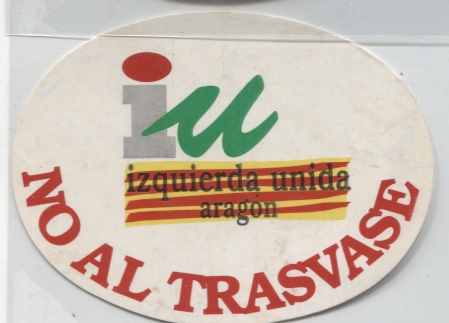 iu
izquierda unida
aragón
NO AL TRASVASE